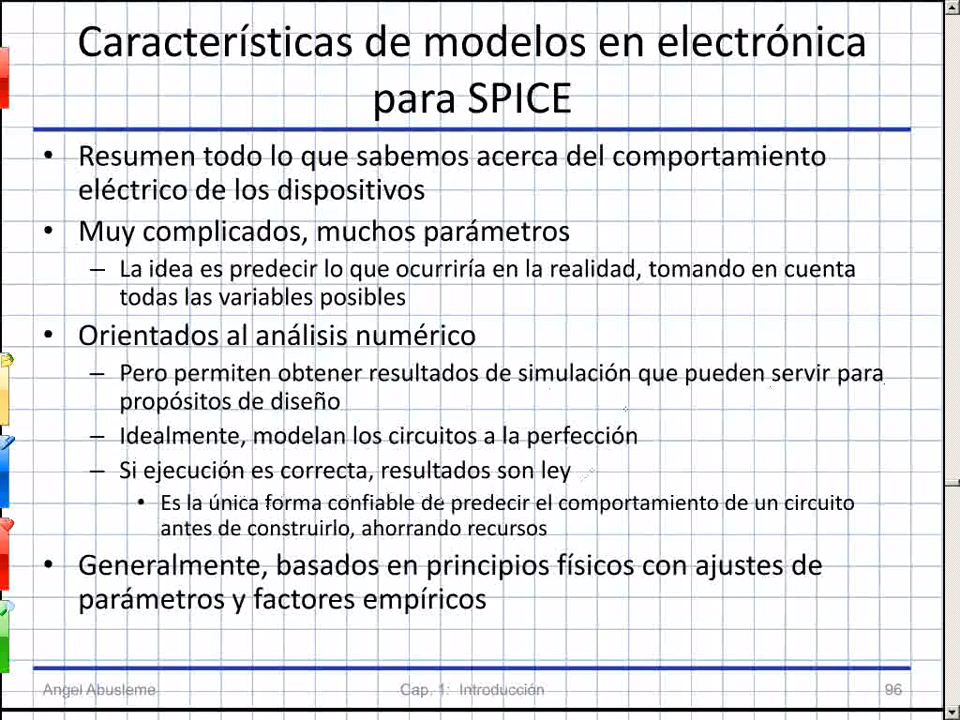 Características de modelos en electrónica
para SPICE
• Resumen todo lo que sabemos acerca del comportamiento
eléctrico de los dispositivos
• Muy complicados, muchos parámetros
– La idea es predecir lo que ocurriría en la realidad, tomando en cuenta
todas las variables posibles
• Orientados al análisis numérico
– Pero permiten obtener resultados de simulación que pueden servir para
propósitos de diseño
– Idealmente, modelan los circuitos a la perfección
– Si ejecución es correcta, resultados son ley
• Es la única forma confiable de predecir el comportamiento de un circuito
antes de construirlo, ahorrando recursos
• Generalmente, basados en principios físicos con ajustes de
parámetros y factores empíricos
Angel Abusleme Cap. 1: Introducción 96